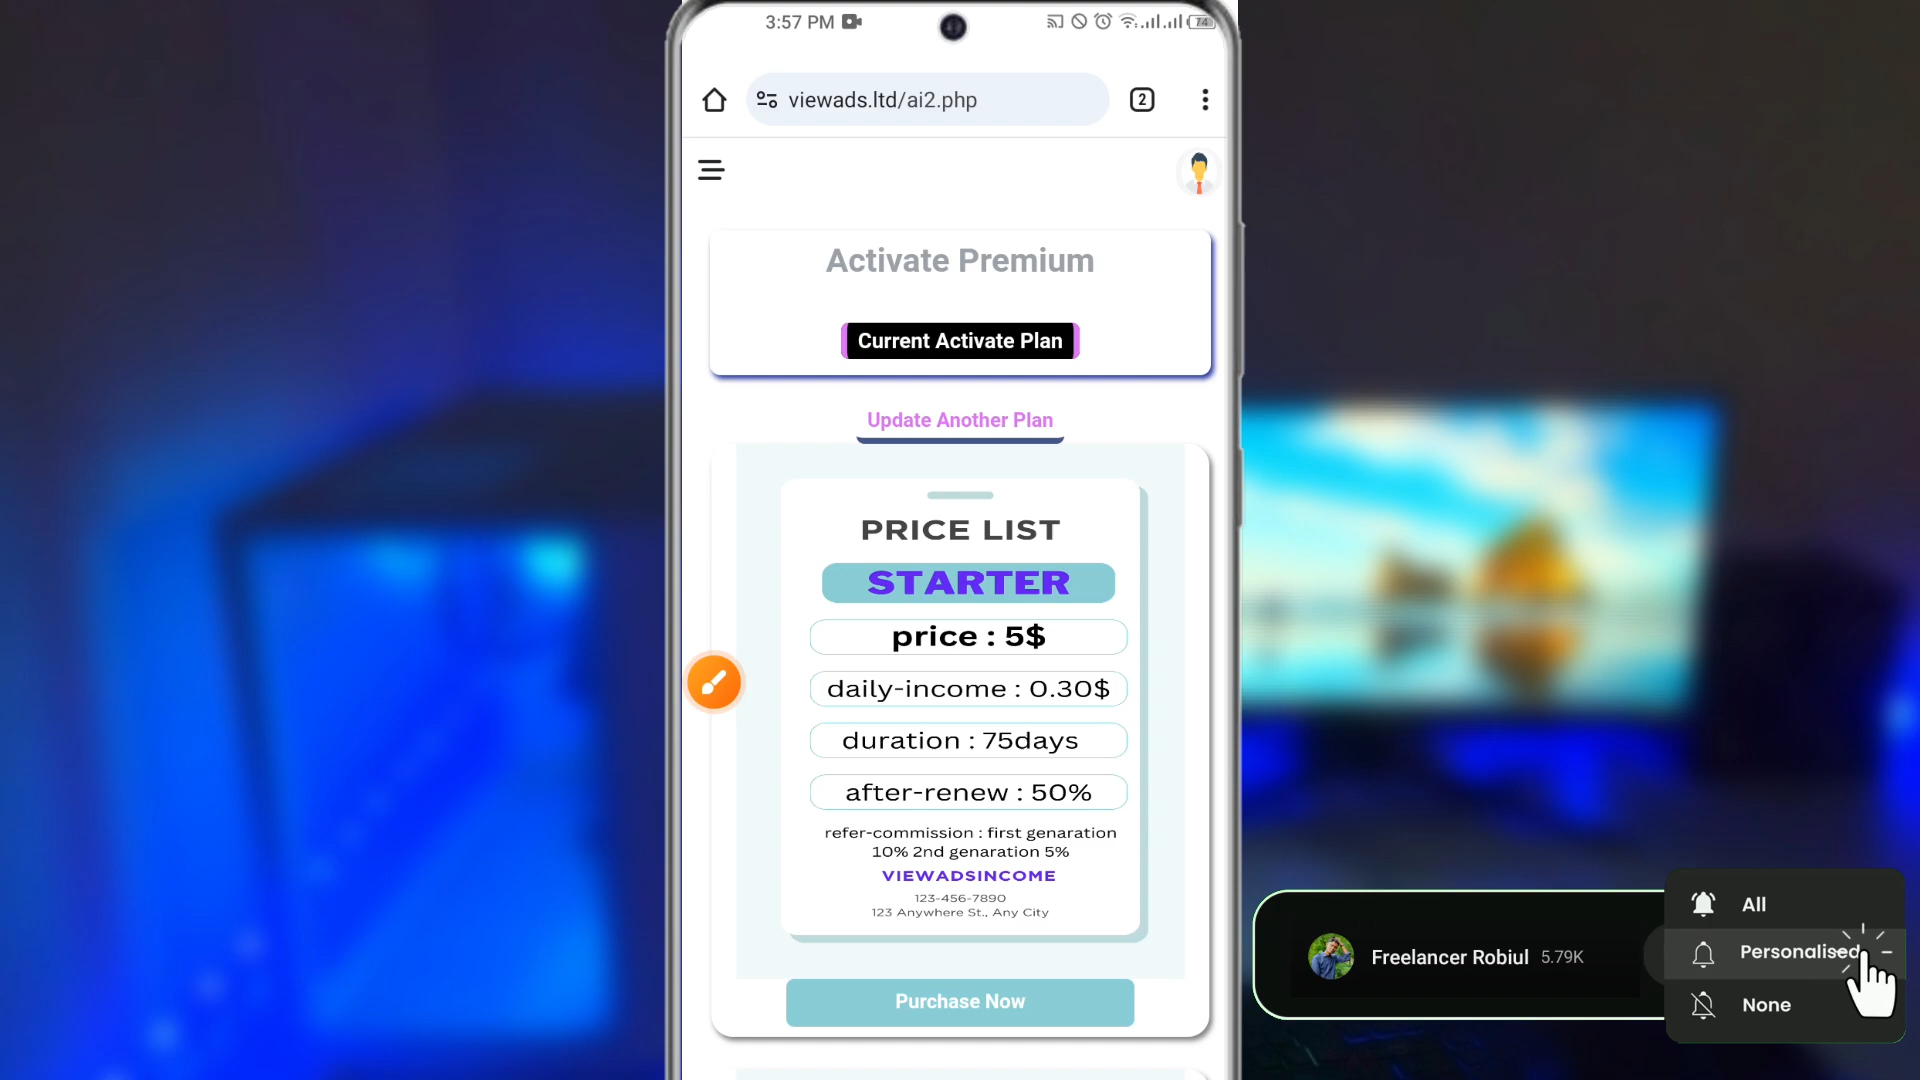 3:57 PM
74
viewads.ltd/ai2.php
2
Activate Premium
Current Activate Plan
Update Another Plan
PRICE LIST
STARTER
price : 5$
daily-income : 0.30$
duration : 75days
after-renew : 50%
refer-commission : first genaration
10% 2nd genaration 5%
VIEWADSINCOME
123-456-7890
123 Anywhere St., Any City
Purchase Now
Freelancer Robiul 5.79K
All
Personalised
None